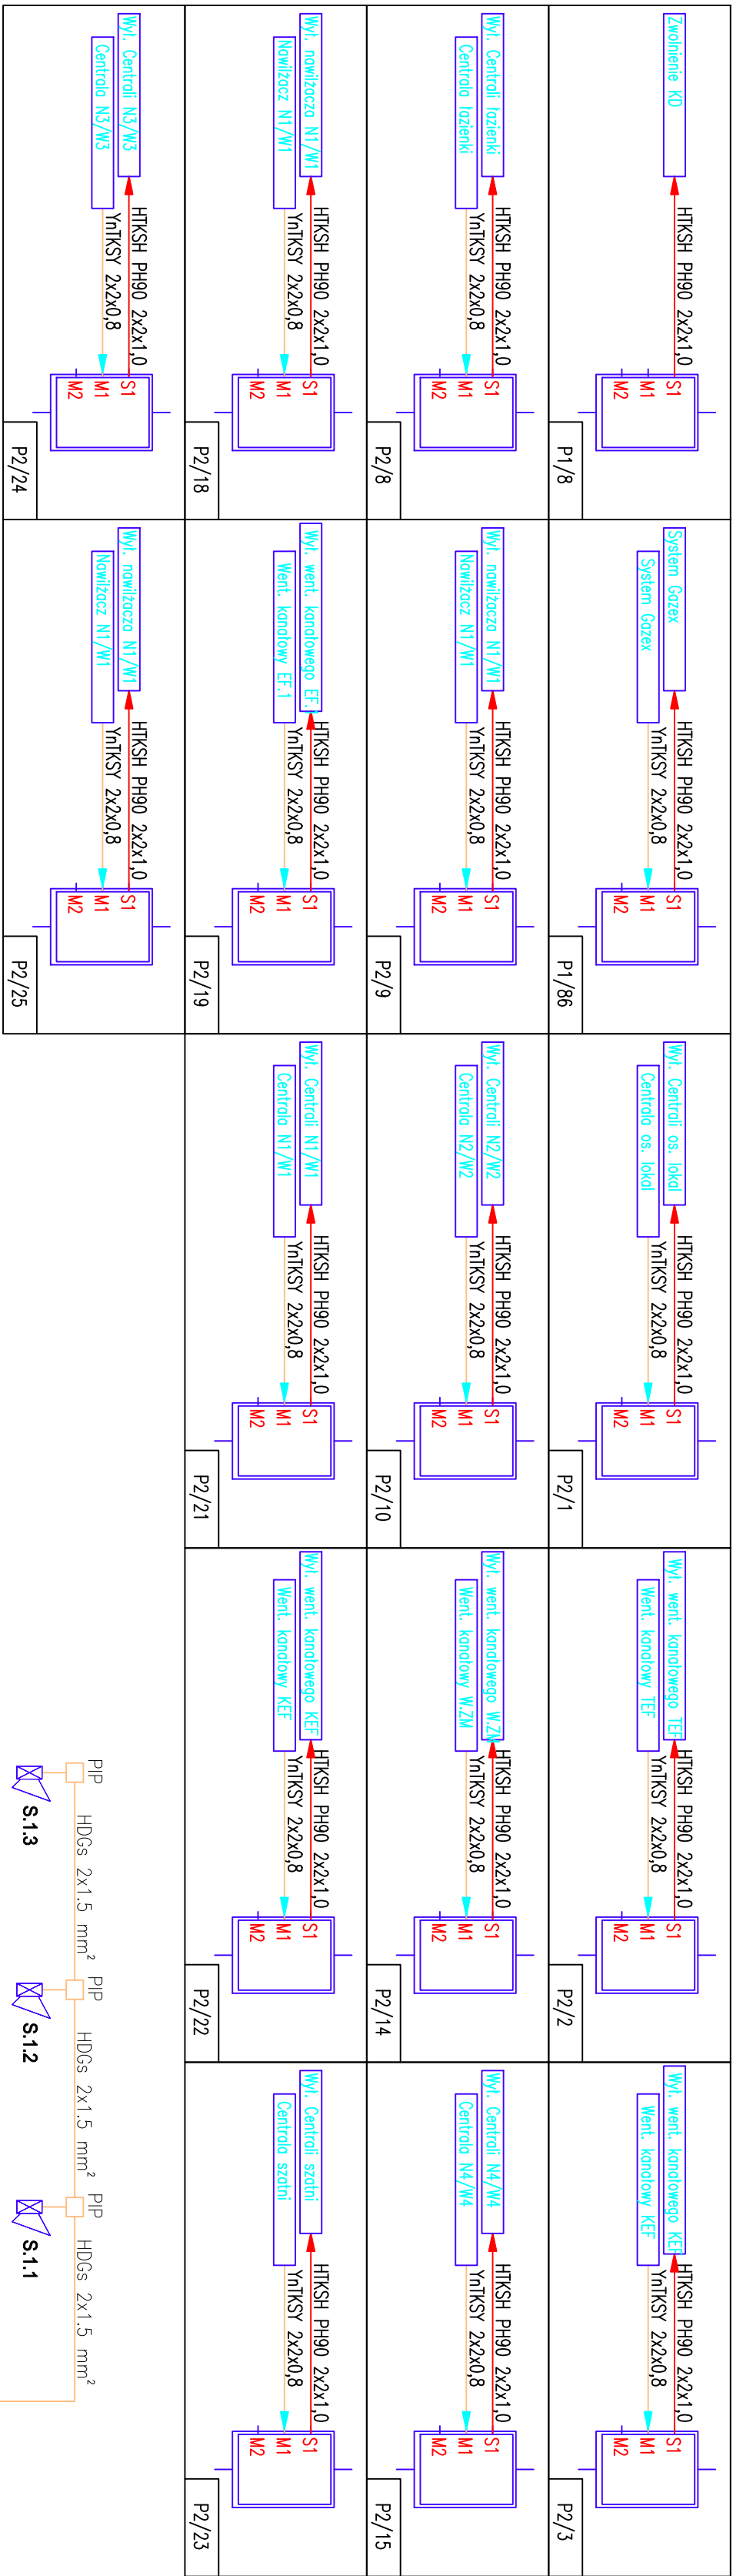 Zwolnienie KD
HTKSH PH90 2x2x1,0
S1
M1
M2
P1/8
System Gazex
HTKSH PH90 2x2x1,0
S1
System Gazex
YnTKSY 2x2x0,8
M1
M2
P1/86
Wył. Centrali os. lokal
HTKSH PH90 2x2x1,0
S1
Centrala os. lokal
YnTKSY 2x2x0,8
M1
M2
P2/1
Wył. went. kanałowego TEF
HTKSH PH90 2x2x1,0
S1
Went. kanałowy TEF
YnTKSY 2x2x0,8
M1
M2
P2/2
Wył. went. kanałowego KEF
HTKSH PH90 2x2x1,0
S1
Went. kanałowy KEF
YnTKSY 2x2x0,8
M1
M2
P2/3
Wył. Centrali łazienki
HTKSH PH90 2x2x1,0
S1
Centrala łazienki
YnTKSY 2x2x0,8
M1
M2
P2/8
Wył. nawilżacza N1/W1
HTKSH PH90 2x2x1,0
S1
Nawilżacz N1/W1
YnTKSY 2x2x0,8
M1
M2
P2/9
Wył. Centrali N2/W2
HTKSH PH90 2x2x1,0
S1
Centrala N2/W2
YnTKSY 2x2x0,8
M1
M2
P2/10
Wył. went. kanałowego W.ZM
HTKSH PH90 2x2x1,0
S1
Went. kanałowy W.ZM
YnTKSY 2x2x0,8
M1
M2
P2/14
Wył. Centrali N4/W4
HTKSH PH90 2x2x1,0
S1
Centrala N4/W4
YnTKSY 2x2x0,8
M1
M2
P2/15
Wył. nawilżacza N1/W1
HTKSH PH90 2x2x1,0
S1
Nawilżacz N1/W1
YnTKSY 2x2x0,8
M1
M2
P2/18
Wył. went. kanałowego EF.1
HTKSH PH90 2x2x1,0
S1
Went. kanałowy EF.1
YnTKSY 2x2x0,8
M1
M2
P2/19
Wył. Centrali N1/W1
HTKSH PH90 2x2x1,0
S1
Centrala N1/W1
YnTKSY 2x2x0,8
M1
M2
P2/21
Wył. went. kanałowego KEF
HTKSH PH90 2x2x1,0
S1
Went. kanałowy KEF
YnTKSY 2x2x0,8
M1
M2
P2/22
Wył. Centrali szatni
HTKSH PH90 2x2x1,0
S1
Centrala szatni
YnTKSY 2x2x0,8
M1
M2
P2/23
Wył. Centrali N3/W3
HTKSH PH90 2x2x1,0
S1
Centrala N3/W3
YnTKSY 2x2x0,8
M1
M2
P2/24
Wył. nawilżacza N1/W1
HTKSH PH90 2x2x1,0
S1
Nawilżacz N1/W1
YnTKSY 2x2x0,8
M1
M2
P2/25
PIP
HDGs 2x1.5 mm²
PIP
HDGs 2x1.5 mm²
PIP
HDGs 2x1.5 mm²
S.1.3
S.1.2
S.1.1